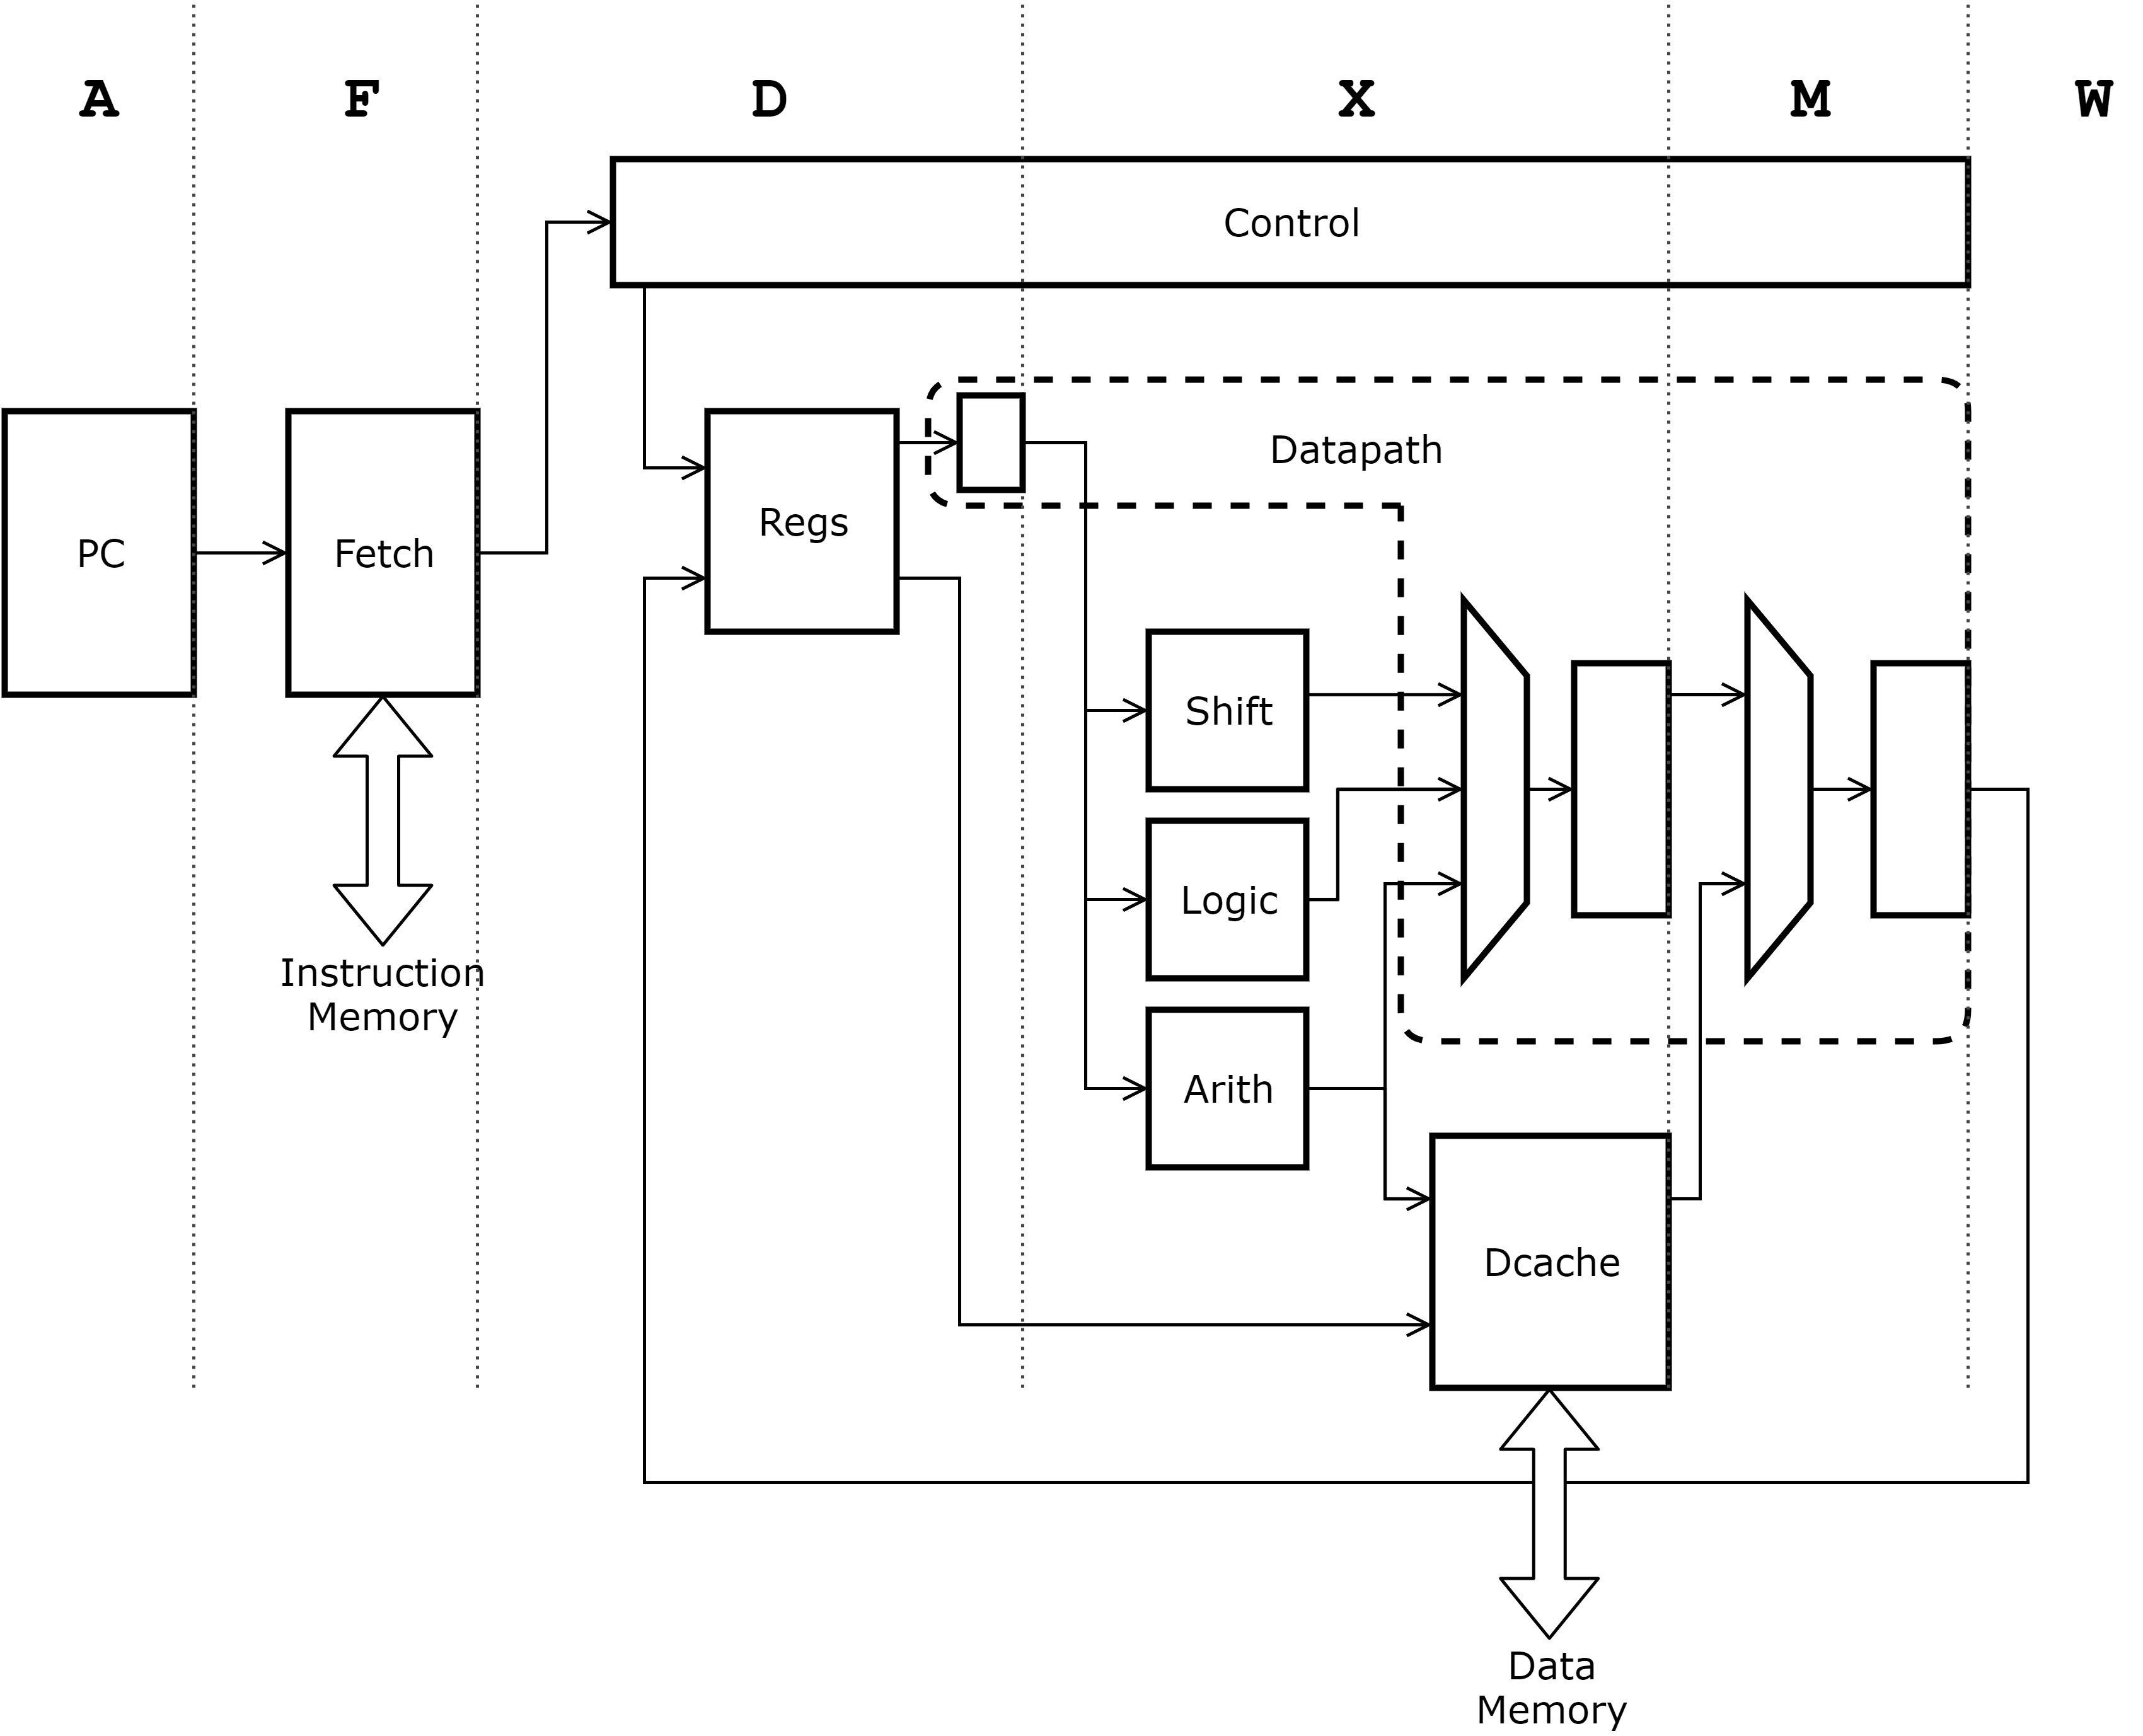 A F D X M W
Control
Datapath
PC
Fetch
Regs
Shift
Logic
Arith
Instruction
Memory
Dcache
Data
Memory